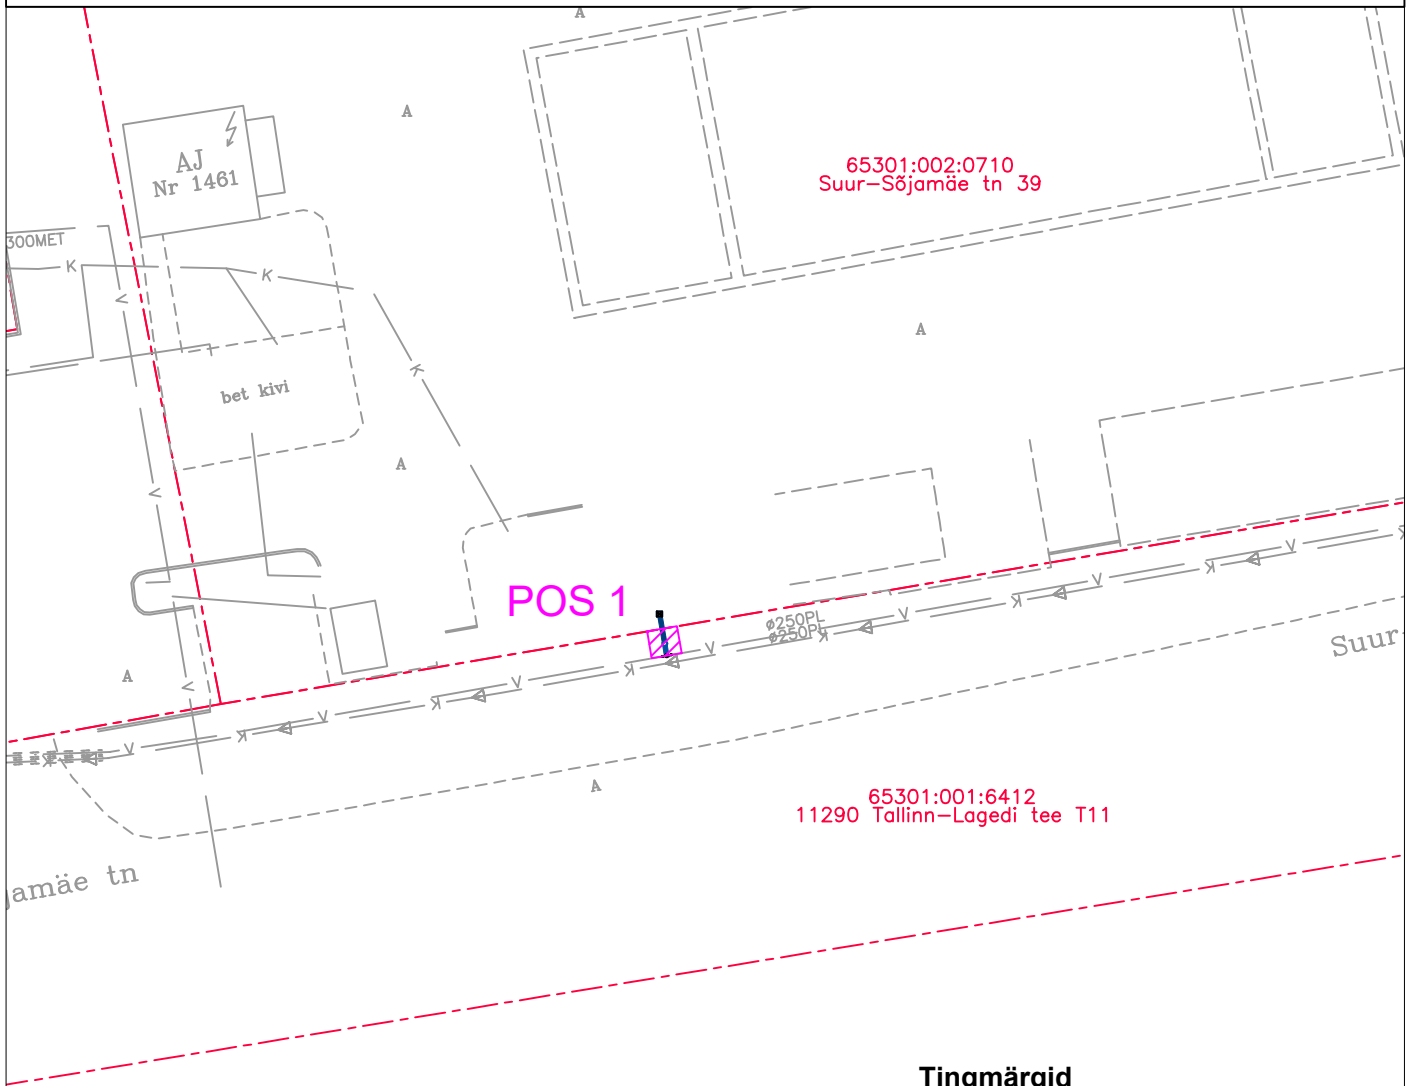 A
A
65301:002:0710
Suur-Sõjamäe tn 39
AJ
Nr 1461
300MET
K
K
V
A
K
bet kivi
A
V
POS 1
ø250PL
ø250PL
V
K
V
K
V
K
V
K
V
K
V
K
V
K
V
K
Suur-
A
V
A
65301:001:6412
11290 Tallinn-Lagedi tee T11
jamäe tn
Tingmärgid